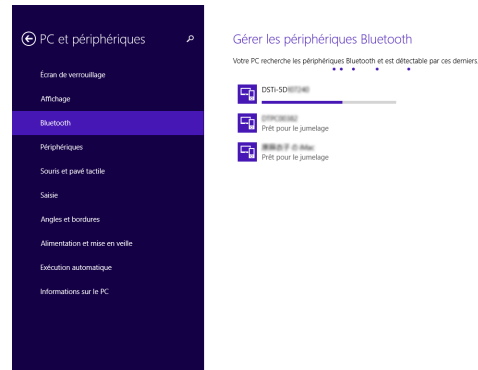 PC et périphériques
Écran de verrouillage
Affichage
Bluetooth
Périphériques
Souris et pavé tactile
Saisie
Angles et bordures
Alimentation et mise en veille
Exécution automatique
Informations sur le PC
Gérer les périphériques Bluetooth
Votre PC recherche les périphériques Bluetooth et est détectable par ces derniers.
DSTi-5D
Prêt pour le jumelage
Prêt pour le jumelage